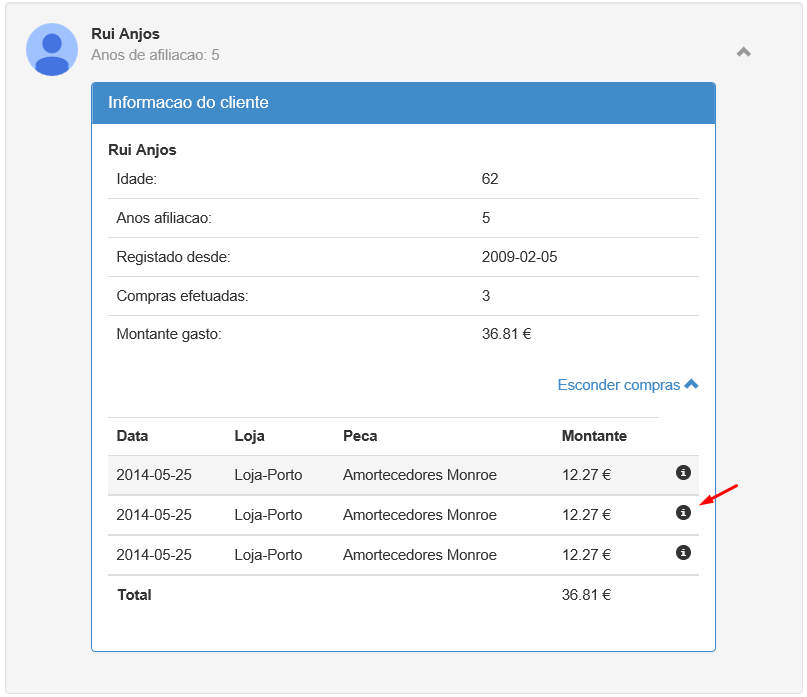 Rui Anjos
Anos de afiliacao: 5
Informacao do cliente
Rui Anjos
Idade: 62
Anos afiliacao: 5
Registado desde: 2009-02-05
Compras efetuadas: 3
Montante gasto: 36.81 €
Esconder compras
Data Loja Peca Montante
2014-05-25 Loja-Porto Amortecedores Monroe 12.27 €
2014-05-25 Loja-Porto Amortecedores Monroe 12.27 €
2014-05-25 Loja-Porto Amortecedores Monroe 12.27 €
Total 36.81 €